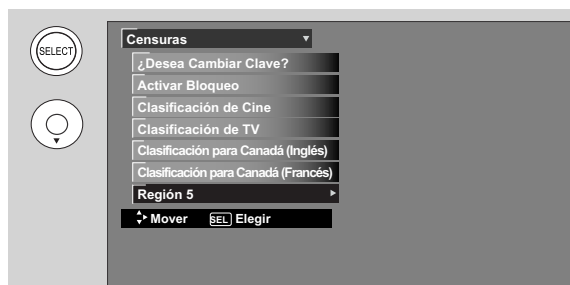 SELECT
Censuras
¿Desea Cambiar Clave?
Activar Bloqueo
Clasificación de Cine
Clasificación de TV
Clasificación para Canadá (Inglés)
Clasificación para Canadá (Francés)
Región 5
Mover SEL Elegir